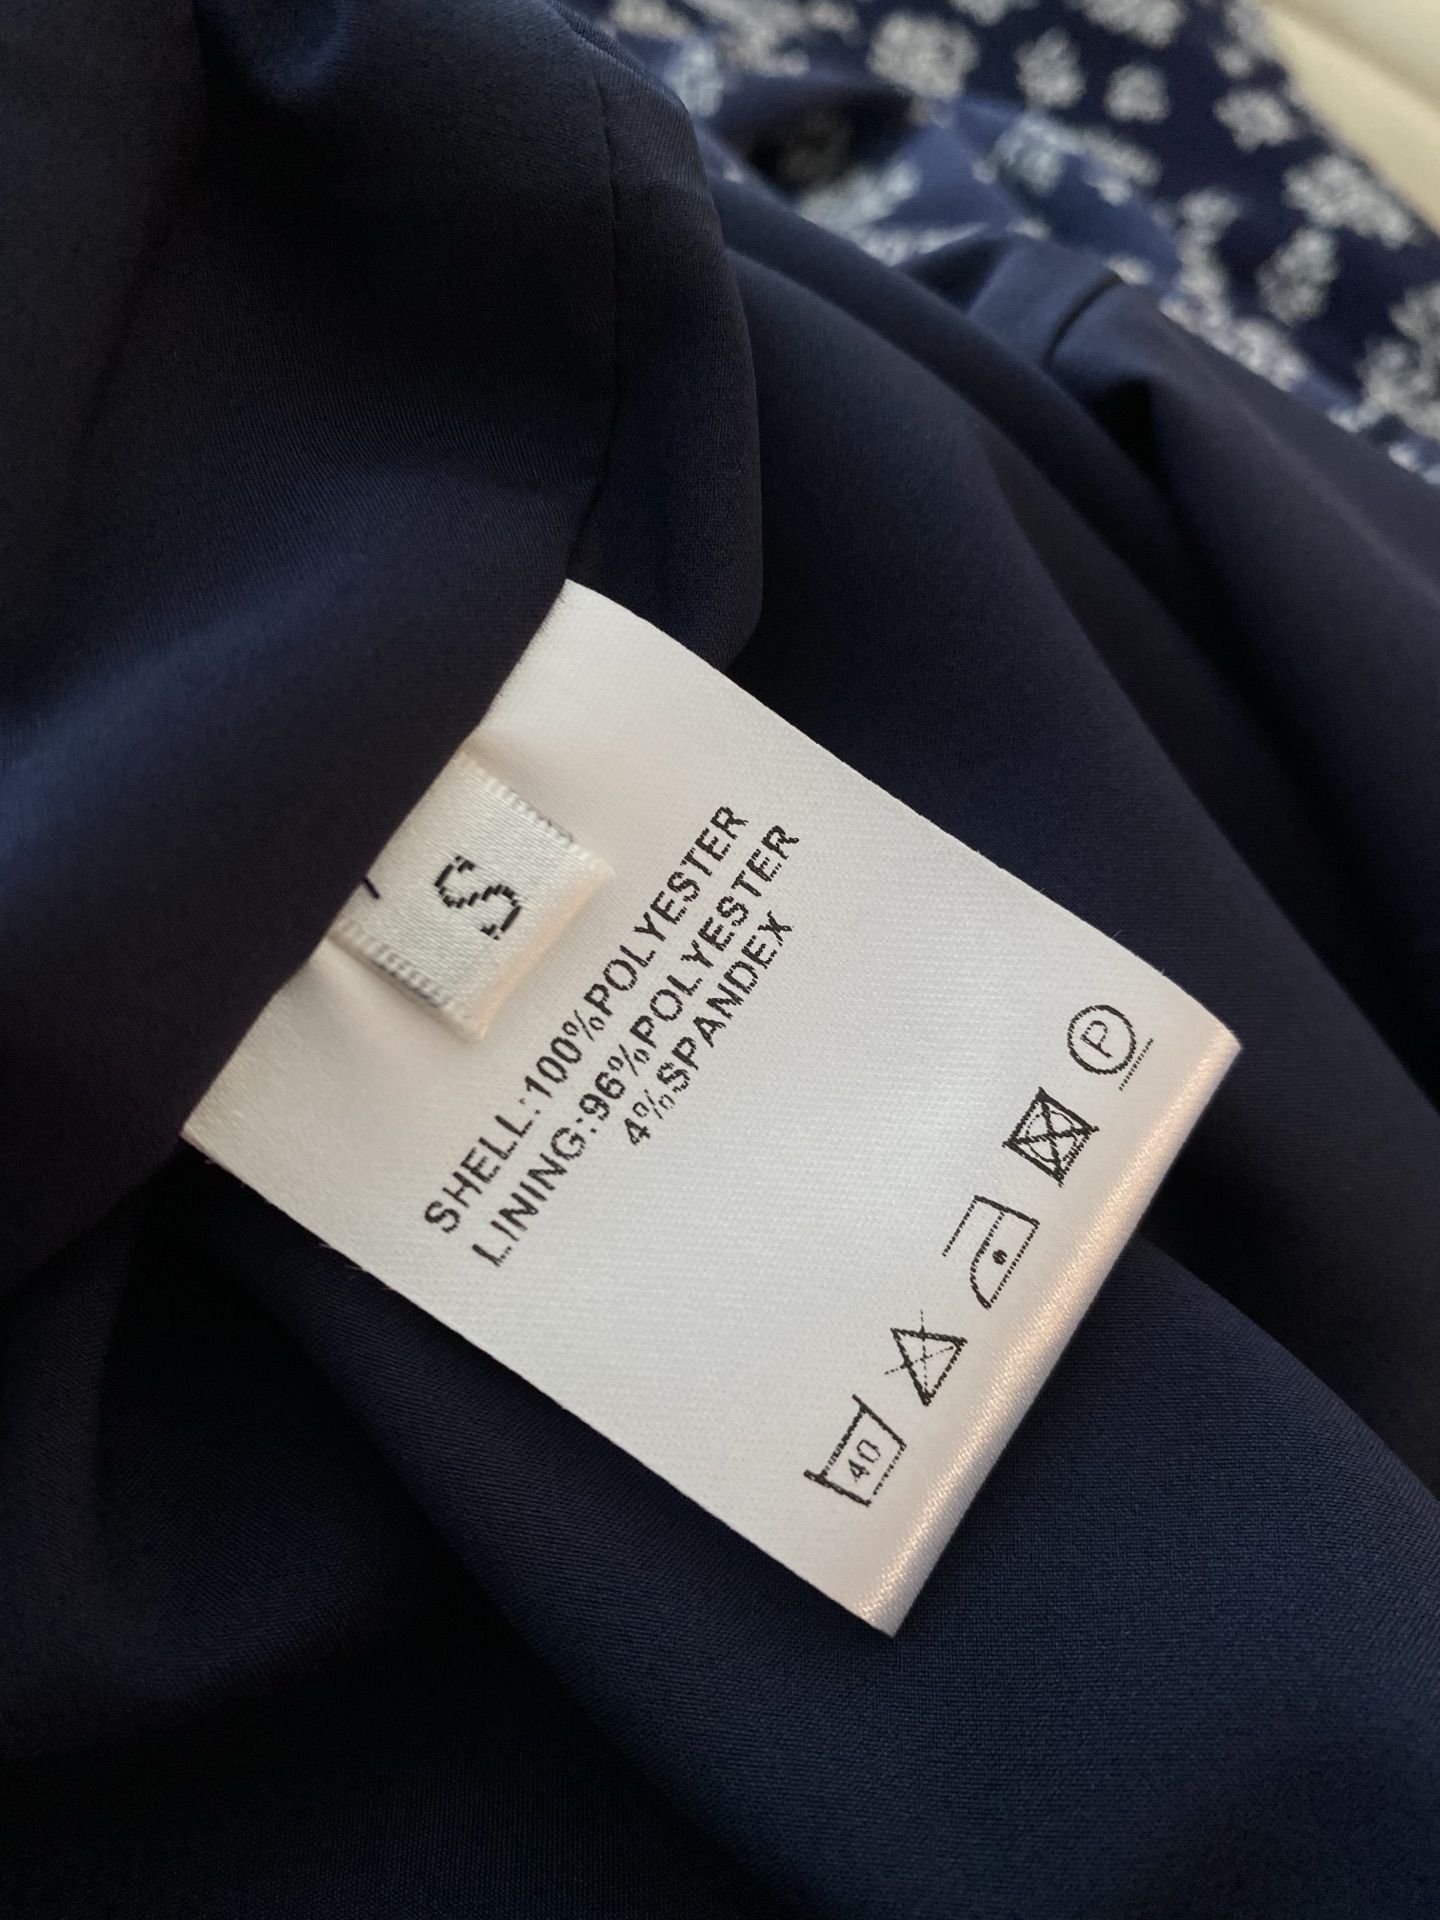 S
SHELL:100%POLYESTER
LINING:96%POLYESTER
4%SPANDEX
40
P